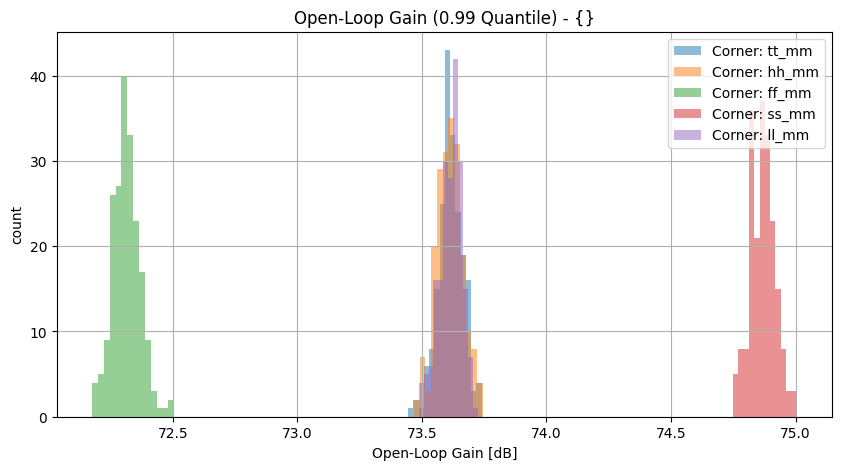 Open-Loop Gain (0.99 Quantile) - {}
Corner: tt_mm
Corner: hh_mm
Corner: ff_mm
Corner: ss_mm
Corner: ll_mm
count
40
30
20
10
0
72.5
73.0
73.5
74.0
74.5
75.0
Open-Loop Gain [dB]